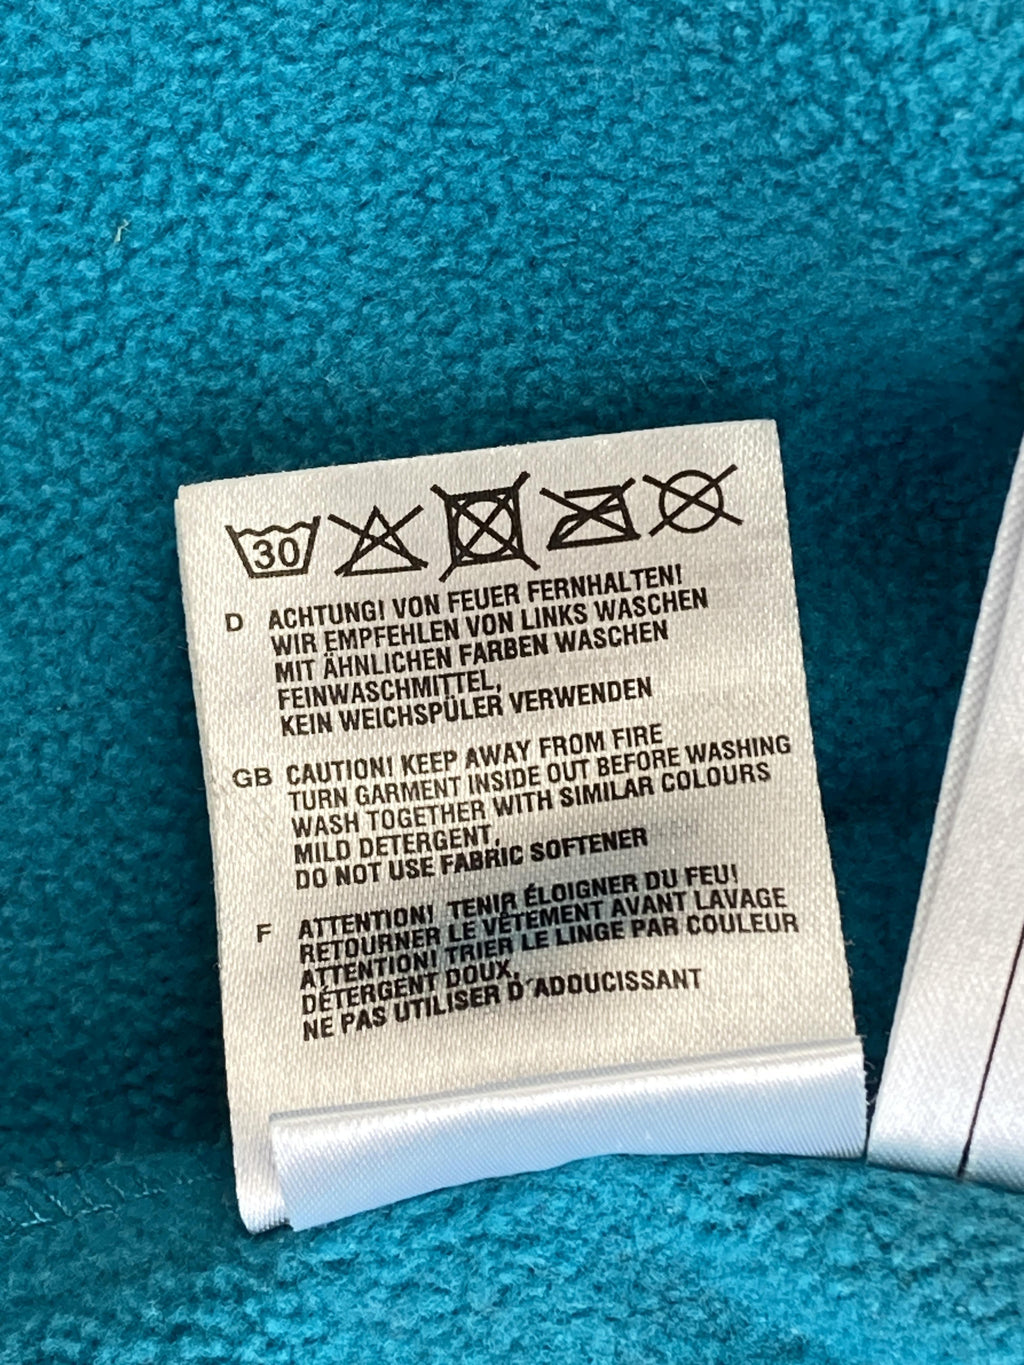 30
D ACHTUNG! VON FEUER FERNHALTEN!
WIR EMPFEHLEN VON LINKS WASCHEN
MIT ÄHNLICHEN FARBEN WASCHEN
FEINWASCHMITTEL,
KEIN WEICHSPÜLER VERWENDEN
GB CAUTION! KEEP AWAY FROM FIRE
TURN GARMENT INSIDE OUT BEFORE WASHING
WASH TOGETHER WITH SIMILAR COLOURS
MILD DETERGENT,
DO NOT USE FABRIC SOFTENER
F ATTENTION! TENIR ÉLOIGNER DU FEU!
RETOURNER LE VÊTEMENT AVANT LAVAGE
ATTENTION! TRIER LE LINGE PAR COULEUR
DÉTERGENT DOUX,
NE PAS UTILISER D´ADOUCISSANT